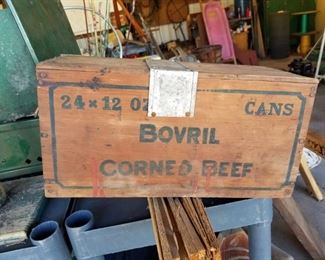 24 × 12 OZ CANS
BOVRIL
CORNED BEEF